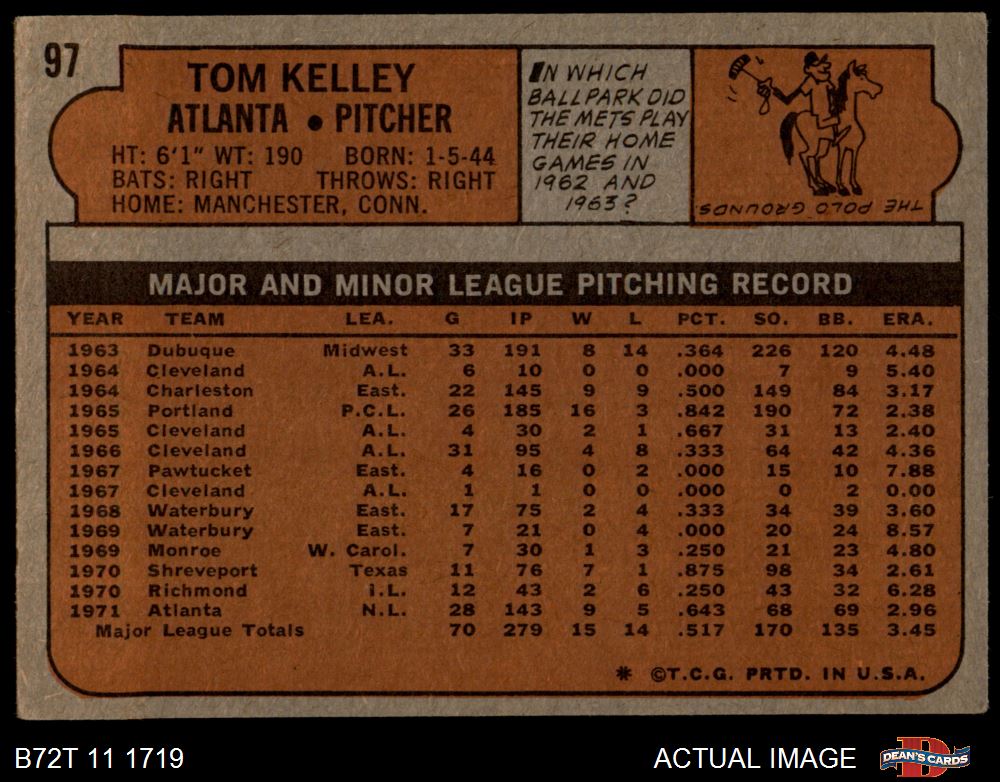 97
TOM KELLEY
ATLANTA • PITCHER
HT: 6'1" WT: 190 BORN: 1-5-44
BATS: RIGHT THROWS: RIGHT
HOME: MANCHESTER, CONN.
IN WHICH
BALLPARK DID
THE METS PLAY
THEIR HOME
GAMES IN
1962 AND
1963?
THE POLO GROUNDS.
MAJOR AND MINOR LEAGUE PITCHING RECORD
YEAR TEAM LEA. G IP W L PCT. SO. BB. ERA.
1963 Dubuque Midwest 33 191 8 14 .364 226 120 4.48
1964 Cleveland A.L. 6 10 0 0 .000 7 9 5.40
1964 Charleston East. 22 145 9 9 .500 149 84 3.17
1965 Portland P.C.L. 26 185 16 3 .842 190 72 2.38
1965 Cleveland A.L. 4 30 2 1 .667 31 13 2.40
1966 Cleveland A.L. 31 95 4 8 .333 64 42 4.36
1967 Pawtucket East. 4 16 0 2 .000 15 10 7.88
1967 Cleveland A.L. 1 1 0 0 .000 0 2 0.00
1968 Waterbury East. 17 75 2 4 .333 34 39 3.60
1969 Waterbury East. 7 21 0 4 .000 20 24 8.57
1969 Monroe W. Carol. 7 30 1 3 .250 21 23 4.80
1970 Shreveport Texas 11 76 7 1 .875 98 34 2.61
1970 Richmond I.L. 12 43 2 6 .250 43 32 6.28
1971 Atlanta N.L. 28 143 9 5 .643 68 69 2.96
Major League Totals 70 279 15 14 .517 170 135 3.45
* ©T.C.G. PRTD. IN U.S.A.
B72T 11 1719 ACTUAL IMAGE DEAN'S CARDS